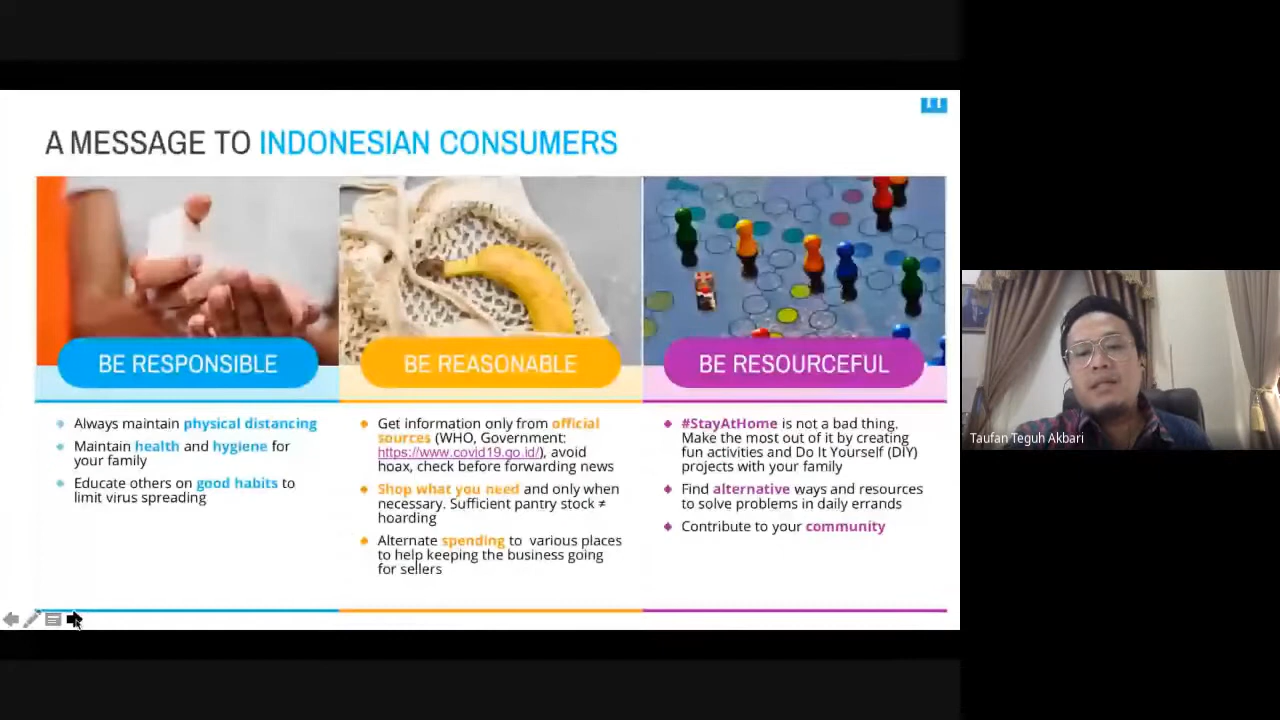 A MESSAGE TO INDONESIAN CONSUMERS
BE RESPONSIBLE
Always maintain physical distancing
Maintain health and hygiene for
your family
Educate others on good habits to
limit virus spreading
BE REASONABLE
Get information only from official
sources (WHO, Government:
https://www.covid19.go.id/), avoid
hoax, check before forwarding news
Shop what you need and only when
necessary. Sufficient pantry stock ≠
hoarding
Alternate spending to various places
to help keeping the business going
for sellers
BE RESOURCEFUL
#StayAtHome is not a bad thing.
Make the most out of it by creating
fun activities and Do It Yourself (DIY)
projects with your family
Find alternative ways and resources
to solve problems in daily errands
Contribute to your community
Taufan Teguh Akbari